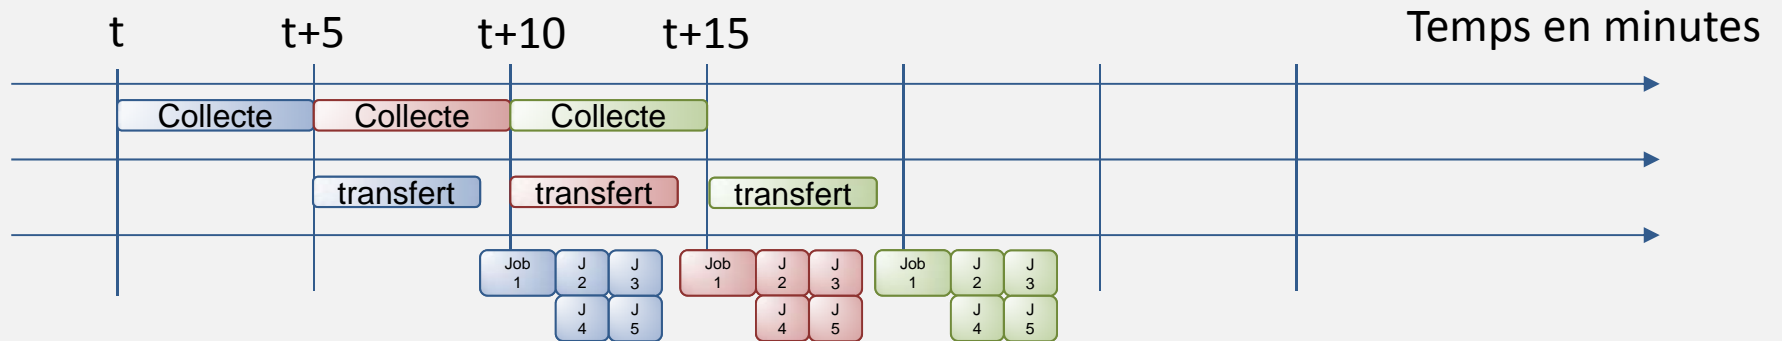 t t+5 t+10 t+15 Temps en minutes
Collecte Collecte Collecte
transfert transfert transfert
Job J J Job J J Job J J
1 2 3 1 2 3 1 2 3
J J J J J J
4 5 4 5 4 5